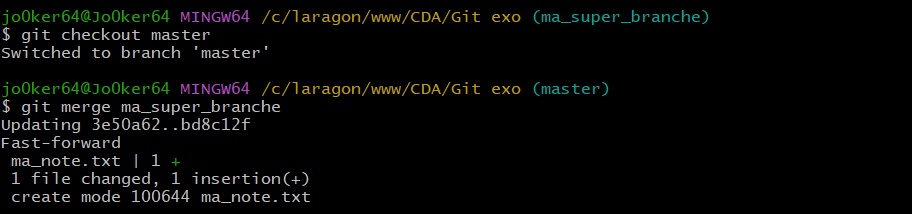 jo0ker64@Jo0ker64 MINGW64 /c/laragon/www/CDA/Git exo (ma_super_branche)
$ git checkout master
Switched to branch 'master'
jo0ker64@Jo0ker64 MINGW64 /c/laragon/www/CDA/Git exo (master)
$ git merge ma_super_branche
Updating 3e50a62..bd8c12f
Fast-forward
ma_note.txt | 1 +
1 file changed, 1 insertion(+)
create mode 100644 ma_note.txt